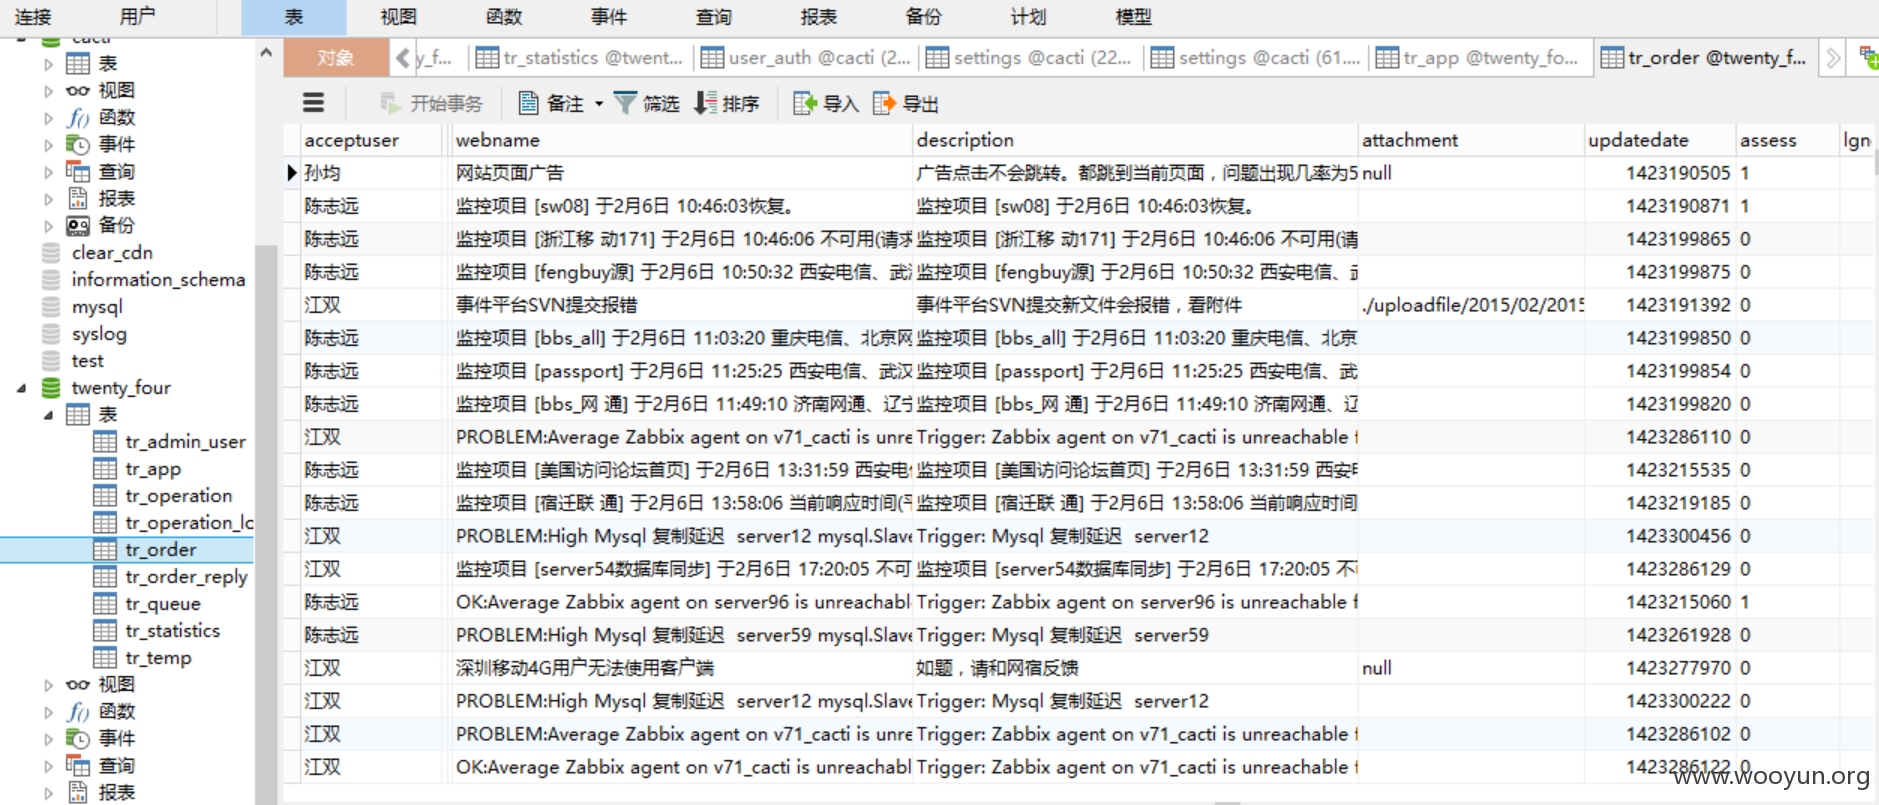 连接 用户 表 视图 函数 事件 查询 报表 备份 计划 模型
cacti
表
视图
函数
事件
查询
报表
备份
clear_cdn
information_schema
mysql
syslog
test
twenty_four
表
tr_admin_user
tr_app
tr_operation
tr_operation_lo
tr_order
tr_order_reply
tr_queue
tr_statistics
tr_temp
视图
函数
事件
查询
报表
对象 y_f... tr_statistics @twent... user_auth @cacti (2... settings @cacti (22... settings @cacti (61.... tr_app @twenty_fo... tr_order @twenty_f...
开始事务 备注 筛选 排序 导入 导出
acceptuser webname description attachment updatedate assess lgn
孙均 网站页面广告 广告点击不会跳转。都跳到当前页面，问题出现几率为5 null 1423190505 1
陈志远 监控项目 [sw08] 于2月6日 10:46:03恢复。 监控项目 [sw08] 于2月6日 10:46:03恢复。 1423190871 1
陈志远 监控项目 [浙江移 动171] 于2月6日 10:46:06 不可用(请求 监控项目 [浙江移 动171] 于2月6日 10:46:06 不可用(请 1423199865 0
陈志远 监控项目 [fengbuy源] 于2月6日 10:50:32 西安电信、武汉 监控项目 [fengbuy源] 于2月6日 10:50:32 西安电信、 1423199875 0
江双 事件平台SVN提交报错 事件平台SVN提交新文件会报错，看附件 ./uploadfile/2015/02/2015 1423191392 0
陈志远 监控项目 [bbs_all] 于2月6日 11:03:20 重庆电信、北京网 监控项目 [bbs_all] 于2月6日 11:03:20 重庆电信、北京 1423199850 0
陈志远 监控项目 [passport] 于2月6日 11:25:25 西安电信、武汉 监控项目 [passport] 于2月6日 11:25:25 西安电信、武 1423199854 0
陈志远 监控项目 [bbs_网 通] 于2月6日 11:49:10 济南网通、辽宁 监控项目 [bbs_网 通] 于2月6日 11:49:10 济南网通、辽 1423199820 0
江双 PROBLEM:Average Zabbix agent on v71_cacti is unre Trigger: Zabbix agent on v71_cacti is unreachable f 1423286110 0
陈志远 监控项目 [美国访问论坛首页] 于2月6日 13:31:59 西安电 监控项目 [美国访问论坛首页] 于2月6日 13:31:59 西安电 1423215535 0
陈志远 监控项目 [宿迁联 通] 于2月6日 13:58:06 当前响应时间(平 监控项目 [宿迁联 通] 于2月6日 13:58:06 当前响应时间 1423219185 0
江双 PROBLEM:High Mysql 复制延迟 server12 mysql.Slave Trigger: Mysql 复制延迟 server12 1423300456 0
江双 监控项目 [server54数据库同步] 于2月6日 17:20:05 不可 监控项目 [server54数据库同步] 于2月6日 17:20:05 不 1423286129 0
陈志远 OK:Average Zabbix agent on server96 is unreachabl Trigger: Zabbix agent on server96 is unreachable f 1423215060 1
陈志远 PROBLEM:High Mysql 复制延迟 server59 mysql.Slave Trigger: Mysql 复制延迟 server59 1423261928 0
江双 深圳移动4G用户无法使用客户端 如题，请和网宿反馈 null 1423277970 0
江双 PROBLEM:High Mysql 复制延迟 server12 mysql.Slave Trigger: Mysql 复制延迟 server12 1423300222 0
江双 PROBLEM:Average Zabbix agent on v71_cacti is unre Trigger: Zabbix agent on v71_cacti is unreachable f 1423286102 0
江双 OK:Average Zabbix agent on v71_cacti is unreachabl Trigger: Zabbix agent on v71_cacti is unreachable f 1423286122 0
www.wooyun.org